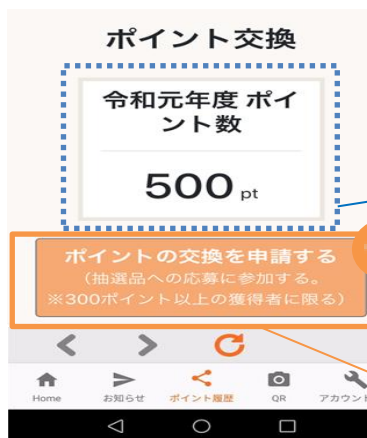 ポイント交換
令和元年度 ポイ
ント数
500 pt
ポイントの交換を申請する
（抽選品への応募に参加する。
※300ポイント以上の獲得者に限る）
Home お知らせ ポイント履歴 QR アカウント